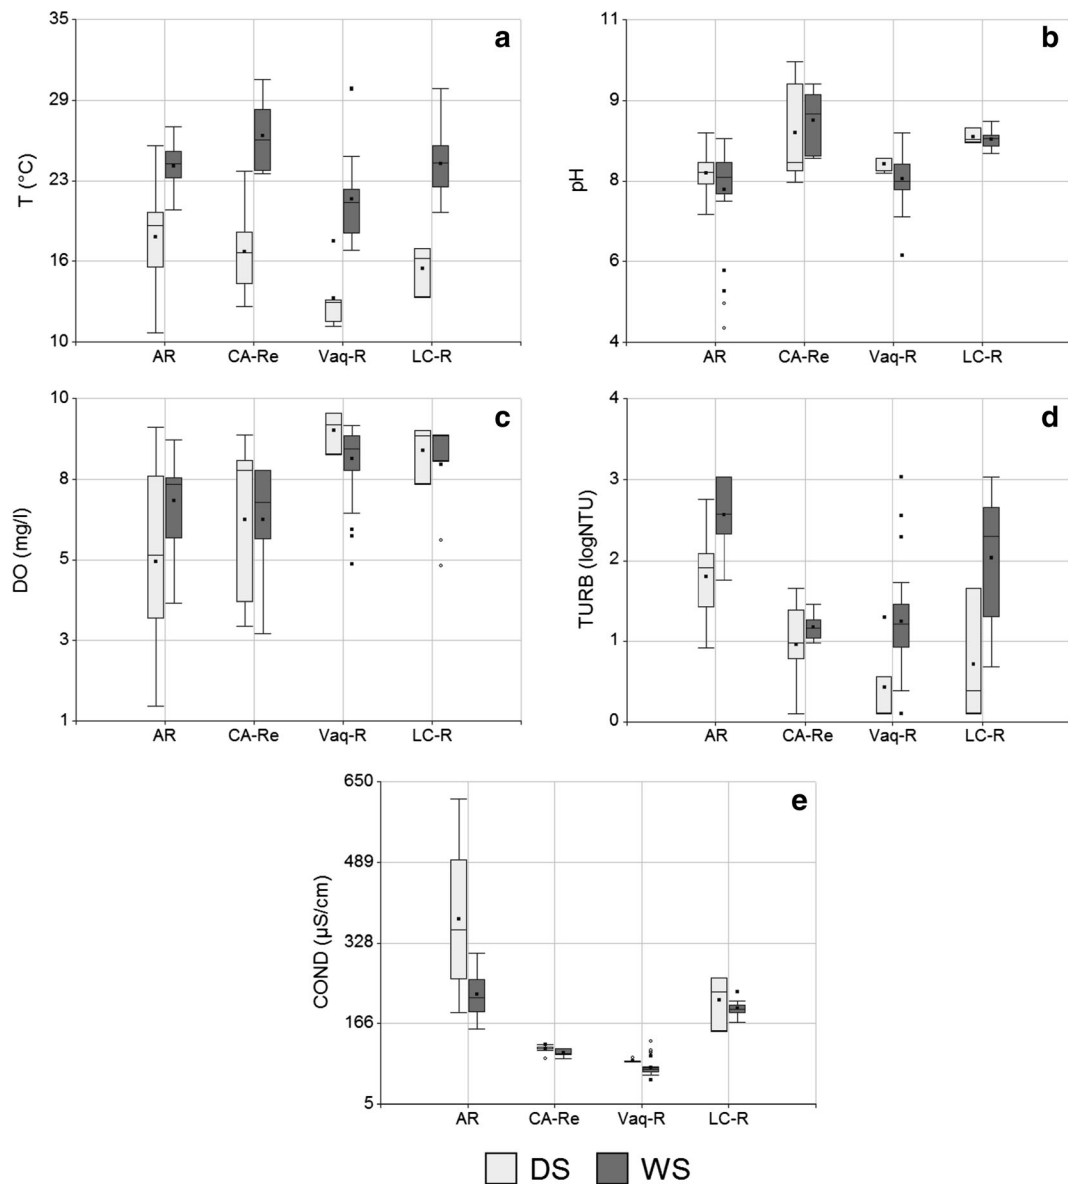 a
T (°C)
35
29
23
16
10
AR
CA-Re
Vaq-R
LC-R
b
pH
11
9
8
6
4
AR
CA-Re
Vaq-R
LC-R
c
DO (mg/l)
10
8
5
3
1
AR
CA-Re
Vaq-R
LC-R
d
TURB (logNTU)
4
3
2
1
0
AR
CA-Re
Vaq-R
LC-R
e
COND (µS/cm)
650
489
328
166
5
AR
CA-Re
Vaq-R
LC-R
DS WS